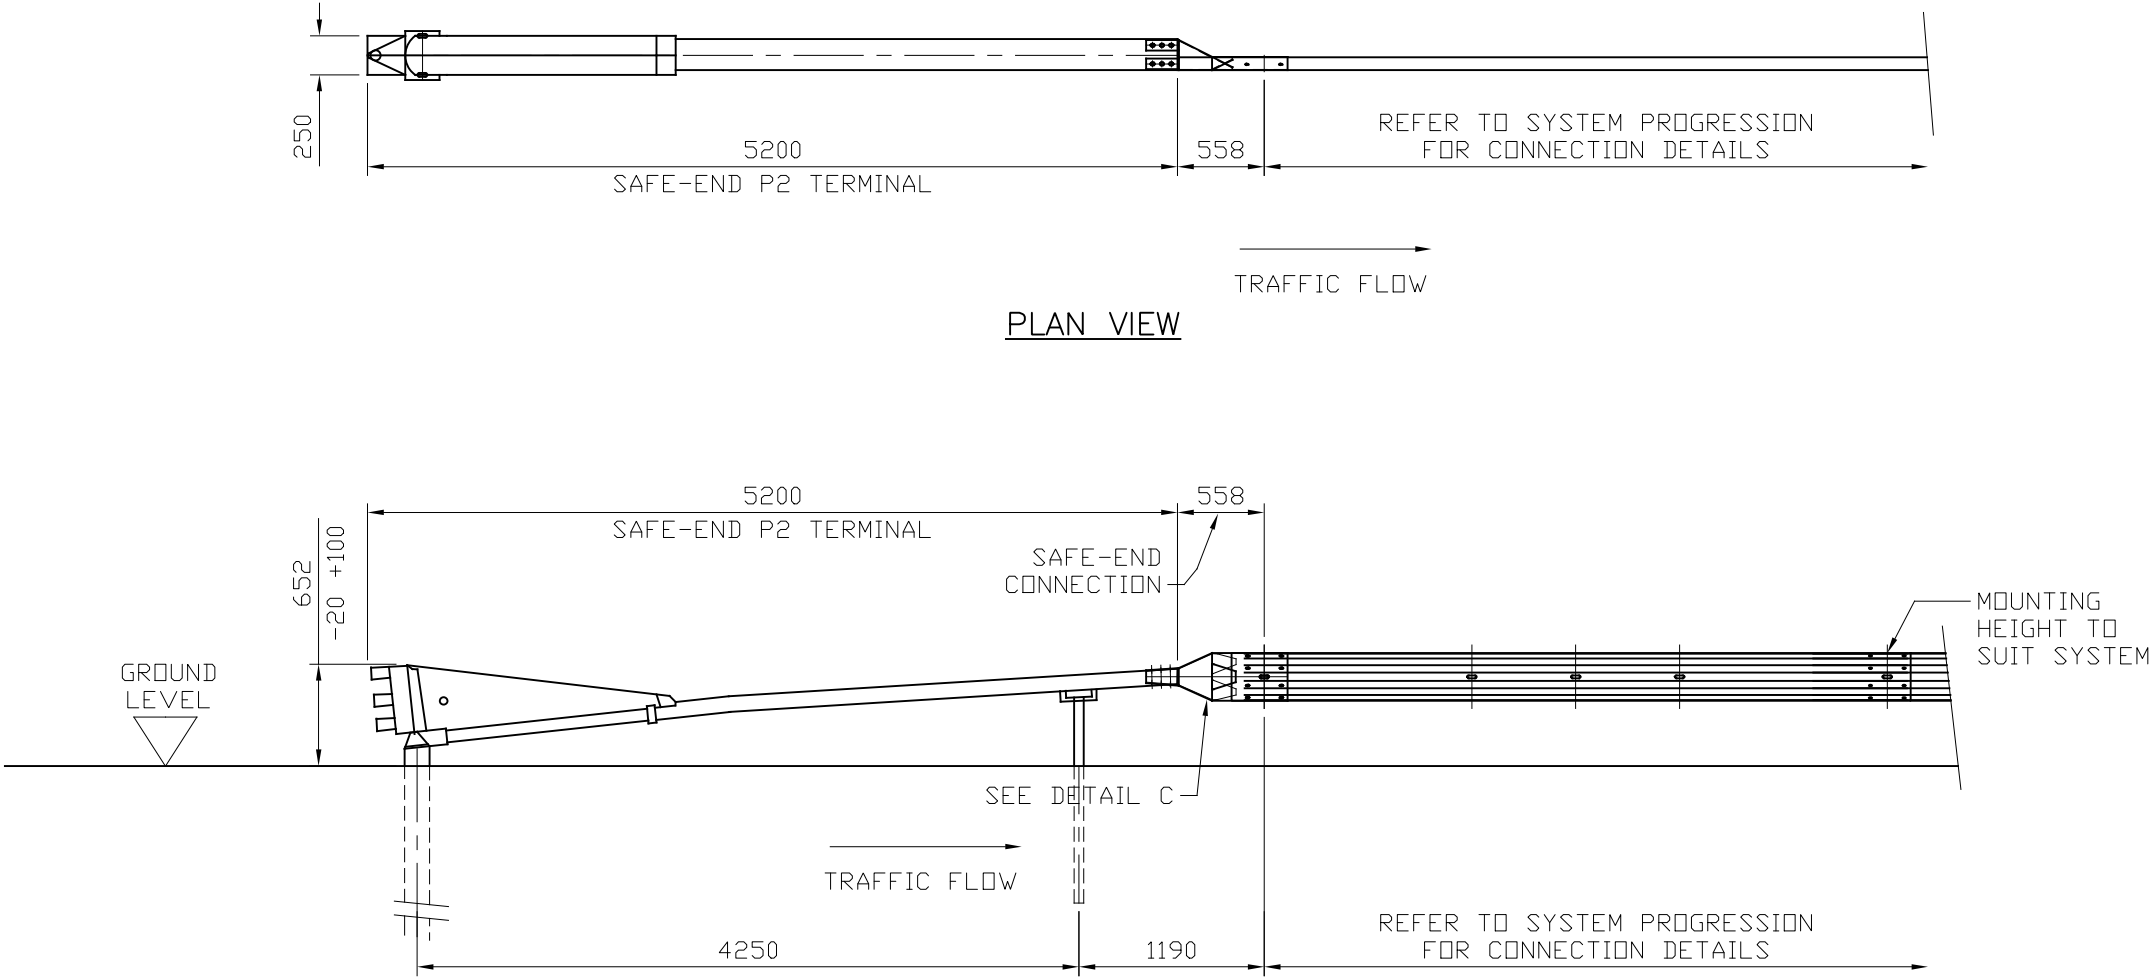 250
5200
SAFE-END P2 TERMINAL
558
REFER TO SYSTEM PROGRESSION
FOR CONNECTION DETAILS
TRAFFIC FLOW
PLAN VIEW
5200
SAFE-END P2 TERMINAL
558
652
-20 +100
SAFE-END
CONNECTION
MOUNTING
HEIGHT TO
SUIT SYSTEM
GROUND
LEVEL
SEE DETAIL C
TRAFFIC FLOW
4250
1190
REFER TO SYSTEM PROGRESSION
FOR CONNECTION DETAILS